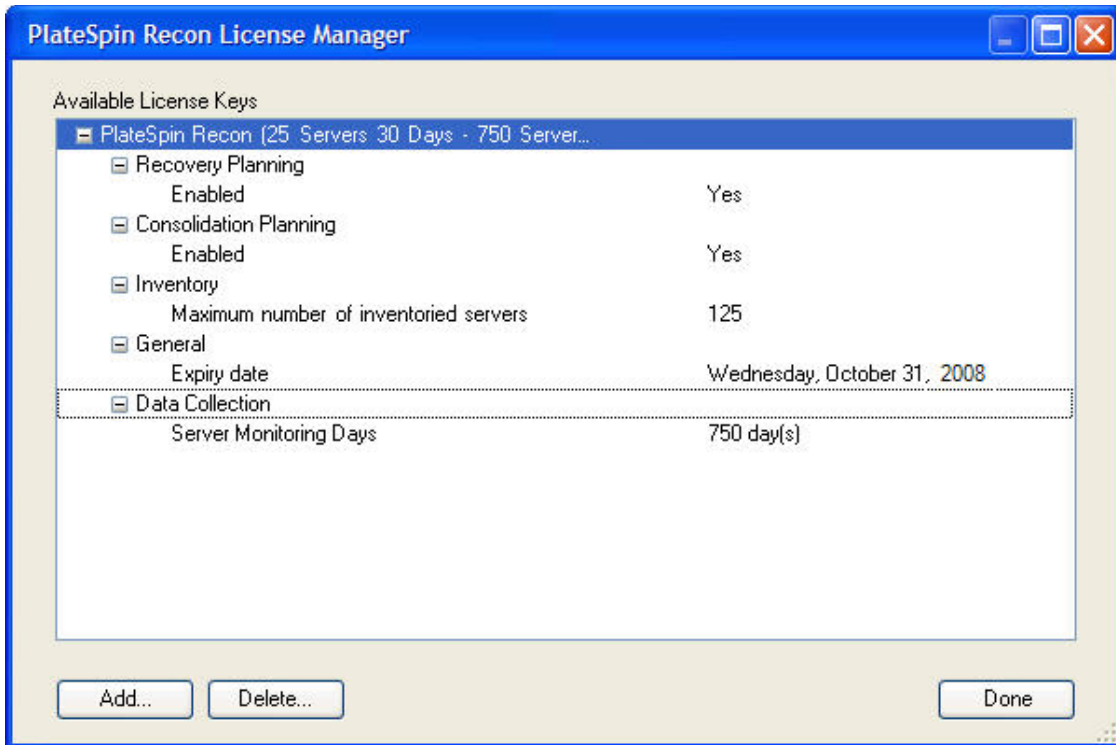 PlateSpin Recon License Manager
Available License Keys
PlateSpin Recon (25 Servers 30 Days - 750 Server...
Recovery Planning
Enabled Yes
Consolidation Planning
Enabled Yes
Inventory
Maximum number of inventoried servers 125
General
Expiry date Wednesday, October 31, 2008
Data Collection
Server Monitoring Days 750 day(s)
Add... Delete... Done